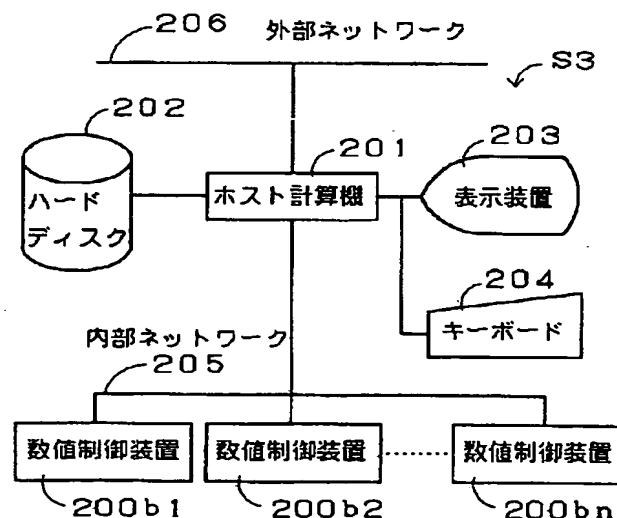 206
外部ネットワーク
S3
202
201
203
ハード
ディスク
ホスト計算機
表示装置
204
キーボード
内部ネットワーク
205
数値制御装置
数値制御装置
数値制御装置
200b1
200b2
200bn